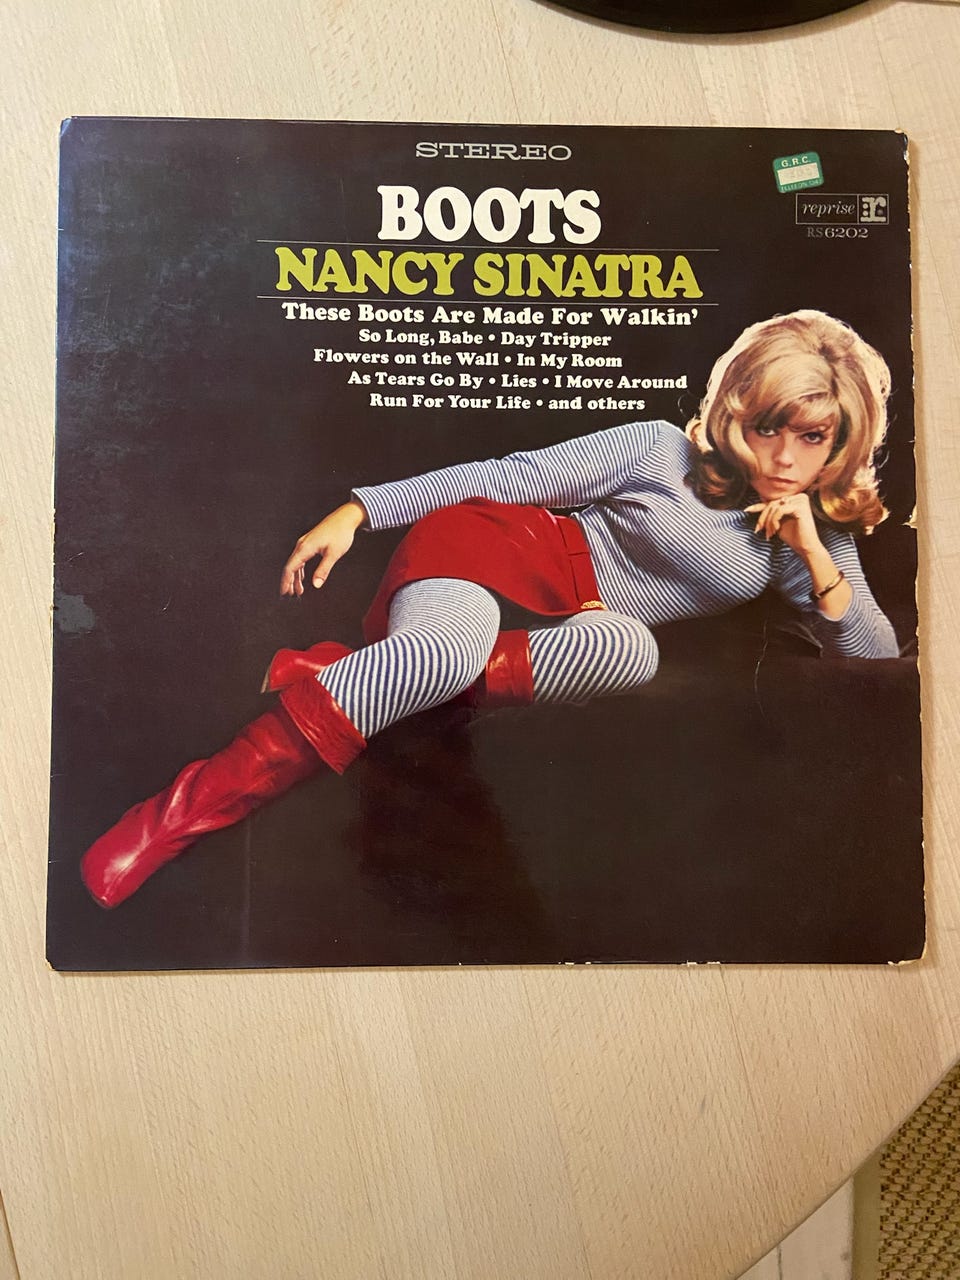 STEREO
G.R.C.
BOOTS
reprise r
RS 6202
NANCY SINATRA
These Boots Are Made For Walkin'
So Long, Babe • Day Tripper
Flowers on the Wall • In My Room
As Tears Go By • Lies • I Move Around
Run For Your Life • and others